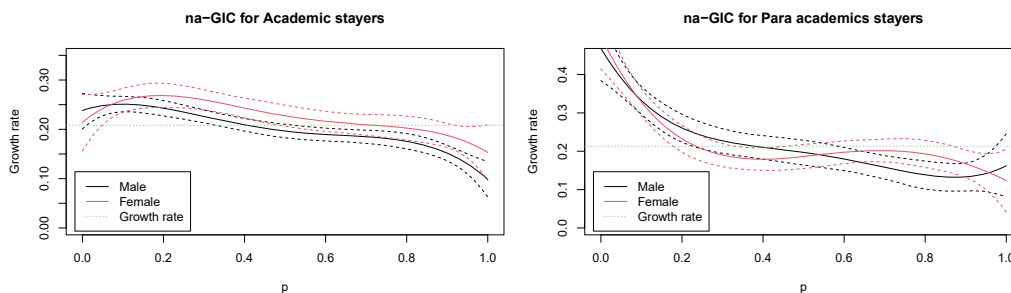 na−GIC for Academic stayers
Growth rate
0.00 0.10 0.20 0.30
Male
Female
Growth rate
0.0 0.2 0.4 0.6 0.8 1.0
p
na−GIC for Para academics stayers
Growth rate
0.0 0.1 0.2 0.3 0.4
Male
Female
Growth rate
0.0 0.2 0.4 0.6 0.8 1.0
p